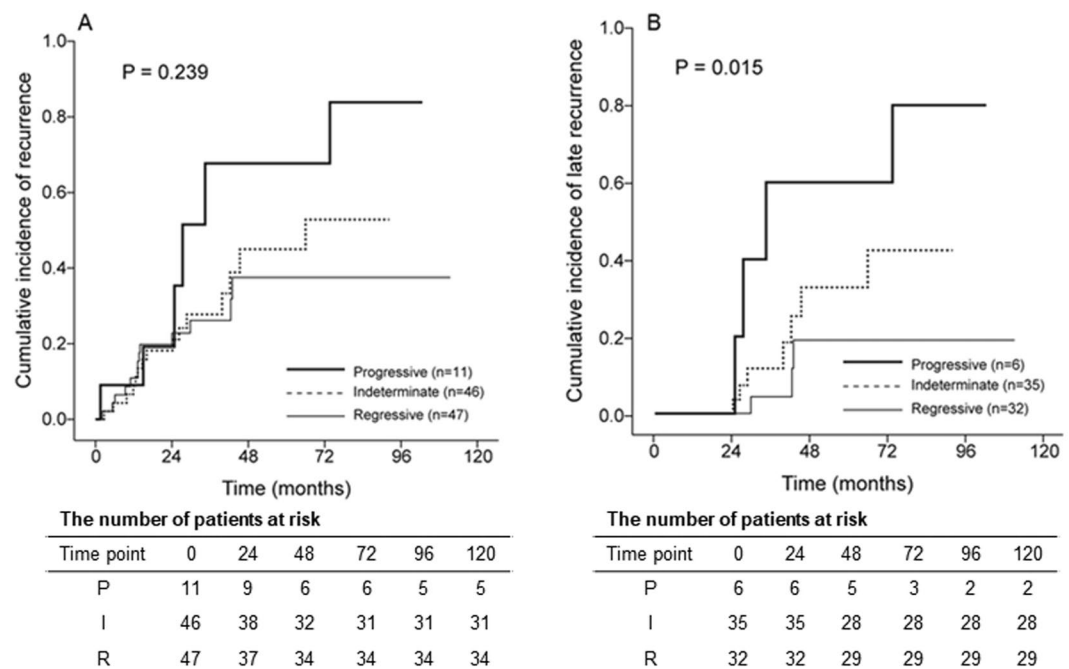 A
P = 0.239
Cumulative incidence of recurrence
1.0
0.8
0.6
0.4
0.2
0.0
Progressive (n=11)
Indeterminate (n=46)
Regressive (n=47)
0 24 48 72 96 120
Time (months)
The number of patients at risk
Time point 0 24 48 72 96 120
P 11 9 6 6 5 5
I 46 38 32 31 31 31
R 47 37 34 34 34 34
B
P = 0.015
Cumulative incidence of late recurrence
1.0
0.8
0.6
0.4
0.2
0.0
Progressive (n=6)
Indeterminate (n=35)
Regressive (n=32)
0 24 48 72 96 120
Time (months)
The number of patients at risk
Time point 0 24 48 72 96 120
P 6 6 5 3 2 2
I 35 35 28 28 28 28
R 32 32 29 29 29 29